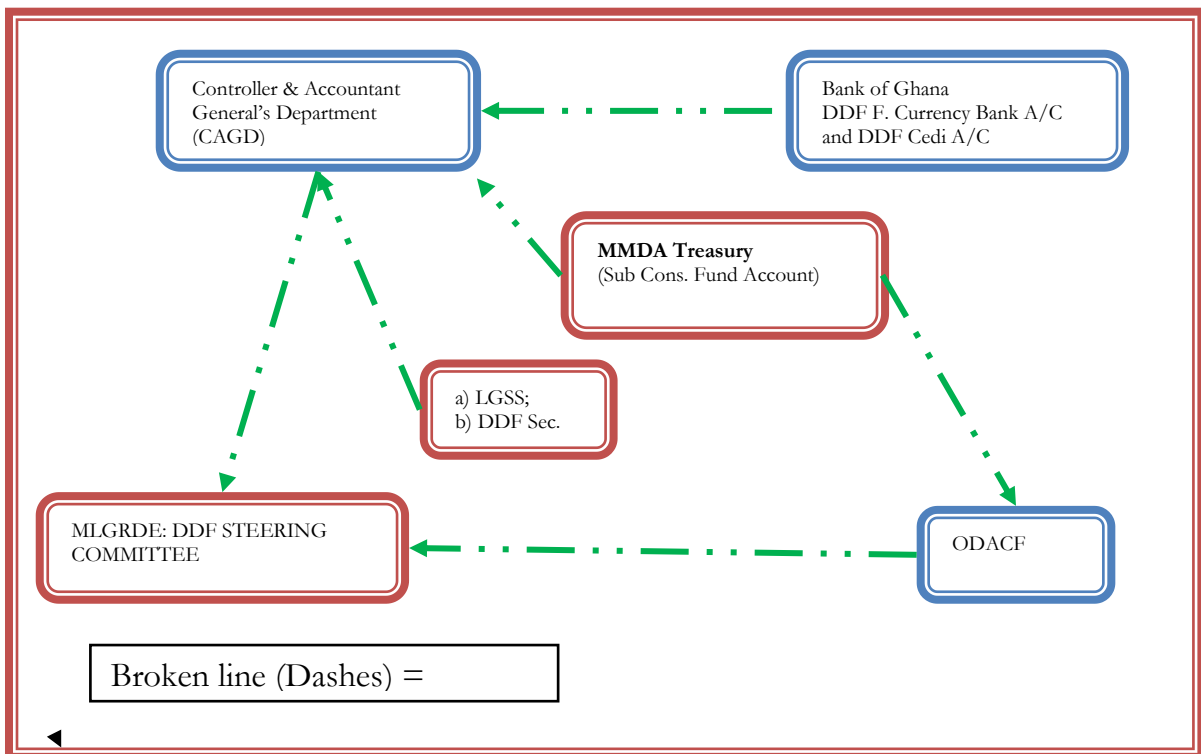 Controller & Accountant
General’s Department
(CAGD)
Bank of Ghana
DDF F. Currency Bank A/C
and DDF Cedi A/C
MMDA Treasury
(Sub Cons. Fund Account)
a) LGSS;
b) DDF Sec.
MLGRDE: DDF STEERING
COMMITTEE
ODACF
Broken line (Dashes) =